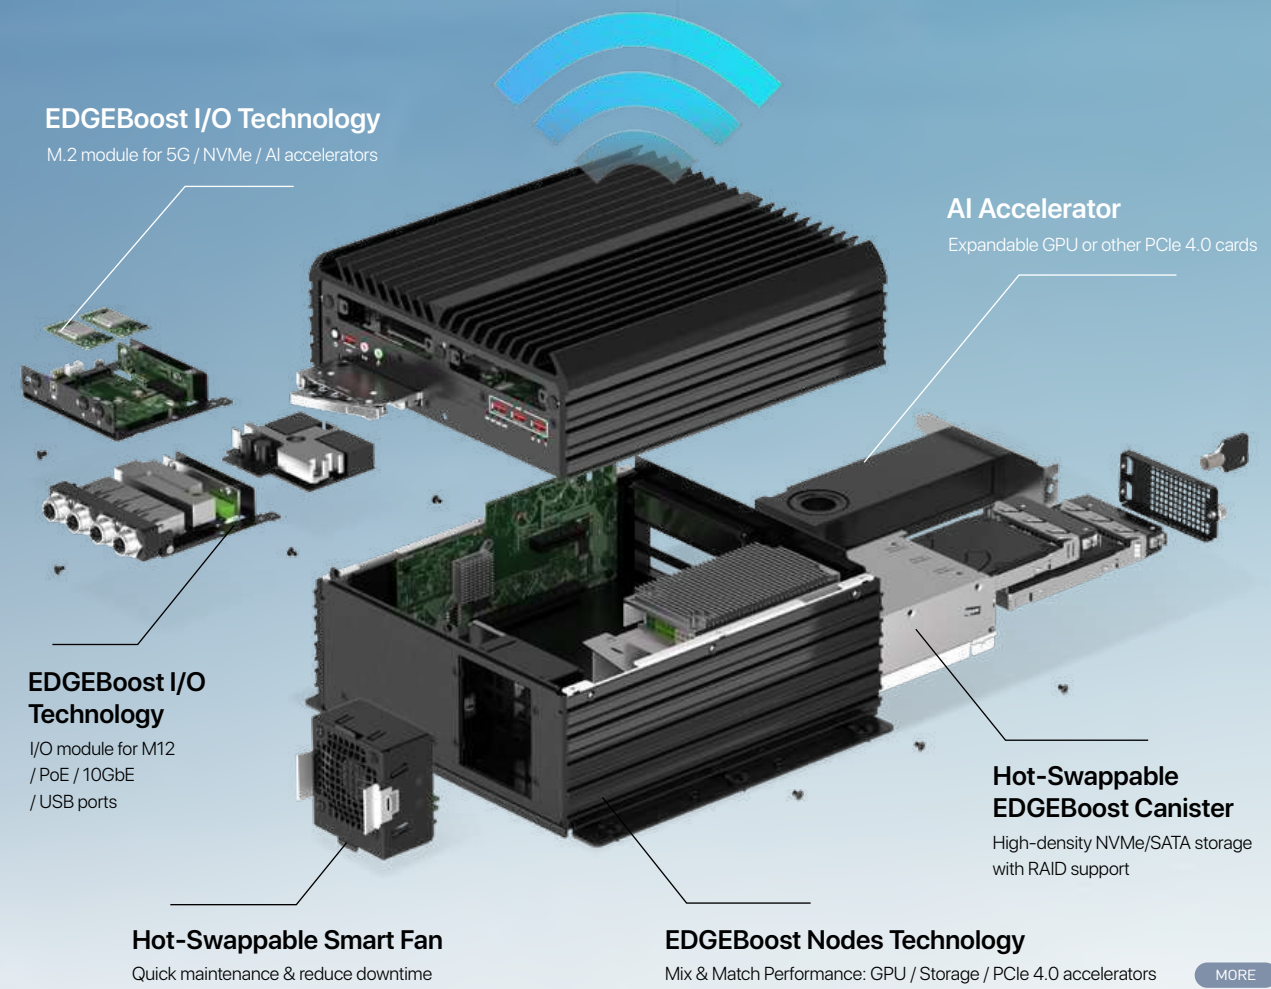 EDGEBoost I/O Technology
M.2 module for 5G / NVMe / AI accelerators
AI Accelerator
Expandable GPU or other PCIe 4.0 cards
EDGEBoost I/O
Technology
I/O module for M12
/ PoE / 10GbE
/ USB ports
Hot-Swappable
EDGEBoost Canister
High-density NVMe/SATA storage
with RAID support
Hot-Swappable Smart Fan
Quick maintenance & reduce downtime
EDGEBoost Nodes Technology
Mix & Match Performance: GPU / Storage / PCIe 4.0 accelerators
MORE